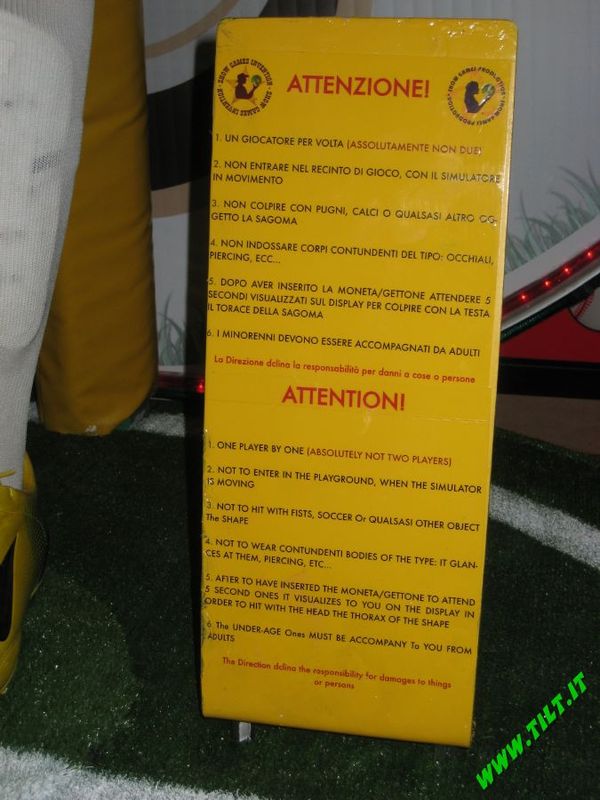 SHOW GAMES INVENTION • SHOW GAMES INVENTION •
ATTENZIONE!
1. UN GIOCATORE PER VOLTA (ASSOLUTAMENTE NON DUE)
2. NON ENTRARE NEL RECINTO DI GIOCO, CON IL SIMULATORE
IN MOVIMENTO
3. NON COLPIRE CON PUGNI, CALCI O QUALSASI ALTRO OG-
GETTO LA SAGOMA
4. NON INDOSSARE CORPI CONTUNDENTI DEL TIPO: OCCHIALI,
PIERCING, ECC...
5. DOPO AVER INSERITO LA MONETA/GETTONE ATTENDERE 5
SECONDI VISUALIZZATI SUL DISPLAY PER COLPIRE CON LA TESTA
IL TORACE DELLA SAGOMA
6. I MINORENNI DEVONO ESSERE ACCOMPAGNATI DA ADULTI
La Direzione dclina la responsabilità per danni a cose o persone
ATTENTION!
1. ONE PLAYER BY ONE (ABSOLUTELY NOT TWO PLAYERS)
2. NOT TO ENTER IN THE PLAYGROUND, WHEN THE SIMULATOR
IS MOVING
3. NOT TO HIT WITH FISTS, SOCCER Or QUALSASI OTHER OBJECT
The SHAPE
4. NOT TO WEAR CONTUNDENTI BODIES OF THE TYPE: IT GLAN-
CES AT THEM, PIERCING, ETC...
5. AFTER TO HAVE INSERTED THE MONETA/GETTONE TO ATTEND
5 SECOND ONES IT VISUALIZES TO YOU ON THE DISPLAY IN
ORDER TO HIT WITH THE HEAD THE THORAX OF THE SHAPE
6 The UNDER-AGE Ones MUST BE ACCOMPANY To YOU FROM
ADULTS
The Direction dclina the responsibility for damages to things
or persons
WWW.TILT.IT